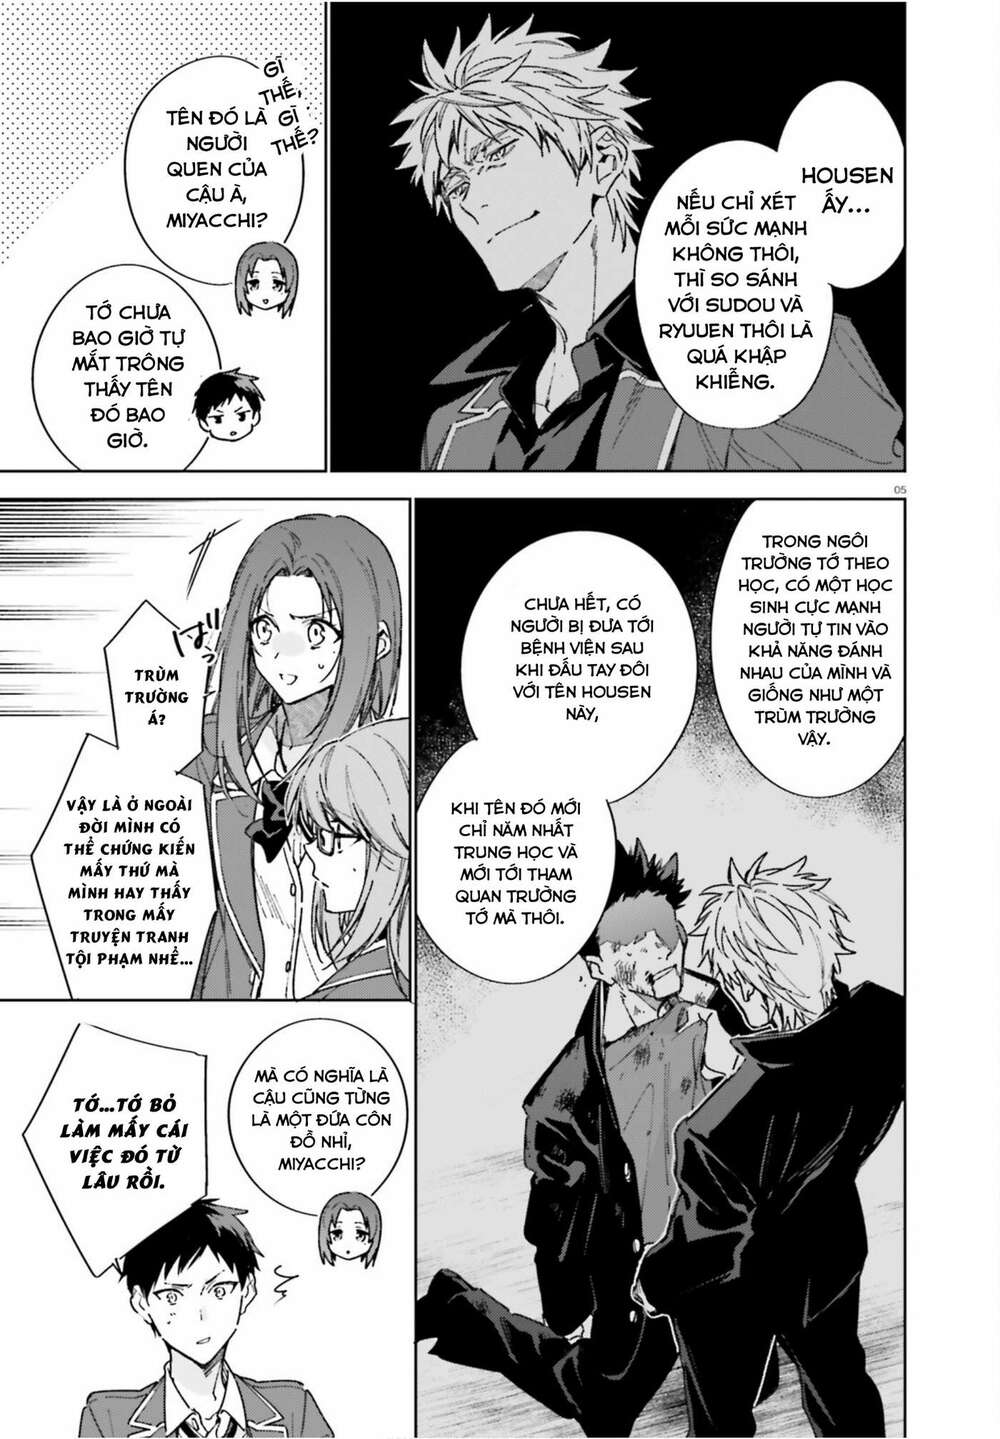 HOUSEN
ẤY...
NẾU CHỈ XÉT
MỖI SỨC MẠNH
KHÔNG THÔI,
THÌ SO SÁNH
VỚI SUDOU VÀ
RYUUEN THÔI LÀ
QUÁ KHẬP
KHIỄNG.
GÌ
THẾ,
GÌ
THẾ?
TÊN ĐÓ LÀ
NGƯỜI
QUEN CỦA
CẬU À,
MIYACCHI?
TỚ CHƯA
BAO GIỜ TỰ
MẮT TRÔNG
THẤY TÊN
ĐÓ BAO
GIỜ.
05
TRONG NGÔI
TRƯỜNG TỚ THEO
HỌC, CÓ MỘT HỌC
SINH CỰC MẠNH
NGƯỜI TỰ TIN VÀO
KHẢ NĂNG ĐÁNH
NHAU CỦA MÌNH VÀ
GIỐNG NHƯ MỘT
TRÙM TRƯỜNG
VẬY.
CHƯA HẾT, CÓ
NGƯỜI BỊ ĐƯA TỚI
BỆNH VIỆN SAU
KHI ĐẤU TAY ĐÔI
VỚI TÊN HOUSEN
NÀY,
KHI TÊN ĐÓ MỚI
CHỈ NĂM NHẤT
TRUNG HỌC VÀ
MỚI TỚI THAM
QUAN TRƯỜNG
TỚ MÀ THÔI.
ばっ
TRÙM
TRƯỜNG
Á?
VẬY LÀ Ở NGOÀI
ĐỜI MÌNH CÓ
THỂ CHỨNG KIẾN
MẤY THỨ MÀ
MÌNH HAY THẤY
TRONG MẤY
TRUYỆN TRANH
TỘI PHẠM NHỂ...
MÀ CÓ NGHĨA LÀ
CẬU CŨNG TỪNG
LÀ MỘT ĐỨA CÔN
ĐỒ NHỈ,
MIYACCHI?
TỚ...TỚ BỎ
LÀM MẤY CÁI
VIỆC ĐÓ TỪ
LÂU RỒI.